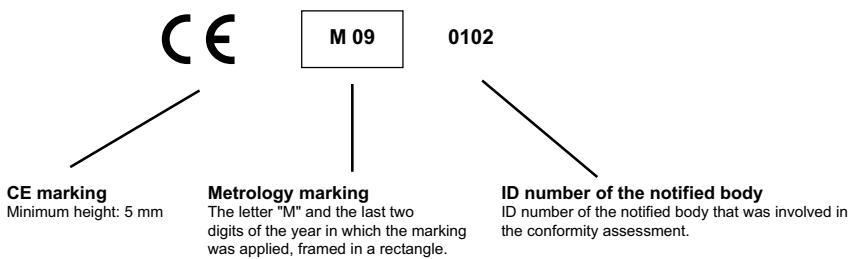 CE M 09 0102
CE marking
Minimum height: 5 mm
Metrology marking
The letter "M" and the last two
digits of the year in which the marking
was applied, framed in a rectangle.
ID number of the notified body
ID number of the notified body that was involved in
the conformity assessment.